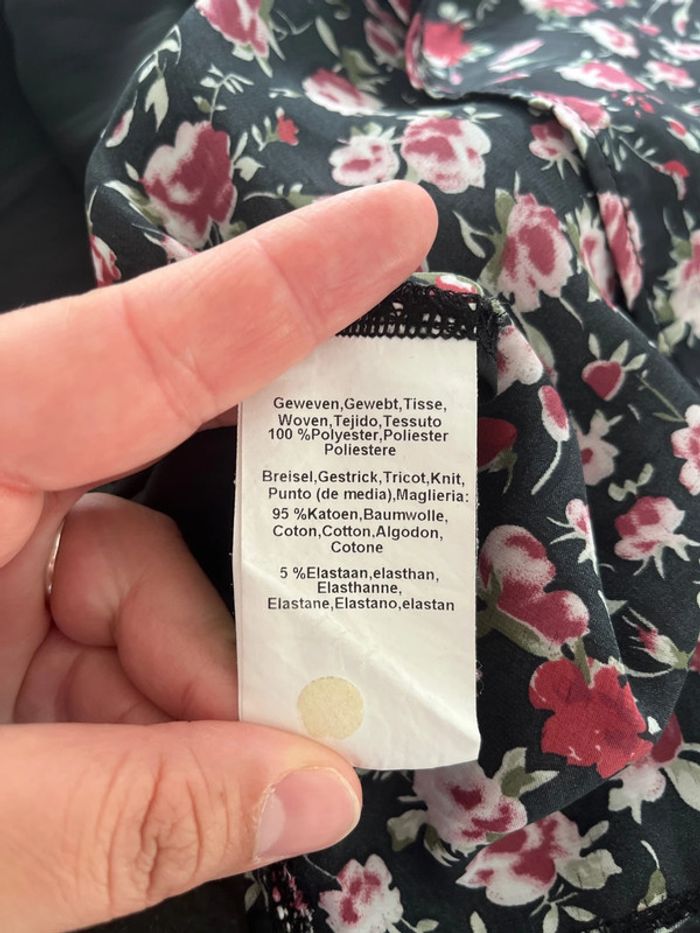 Geweven,Gewebt,Tisse,
Woven,Tejido,Tessuto
100 %Polyester,Poliester
Poliestere
Breisel,Gestrick,Tricot,Knit,
Punto (de media),Maglieria:
95 %Katoen,Baumwolle,
Coton,Cotton,Algodon,
Cotone
5 %Elastaan,elasthan,
Elasthanne,
Elastane,Elastano,elastan